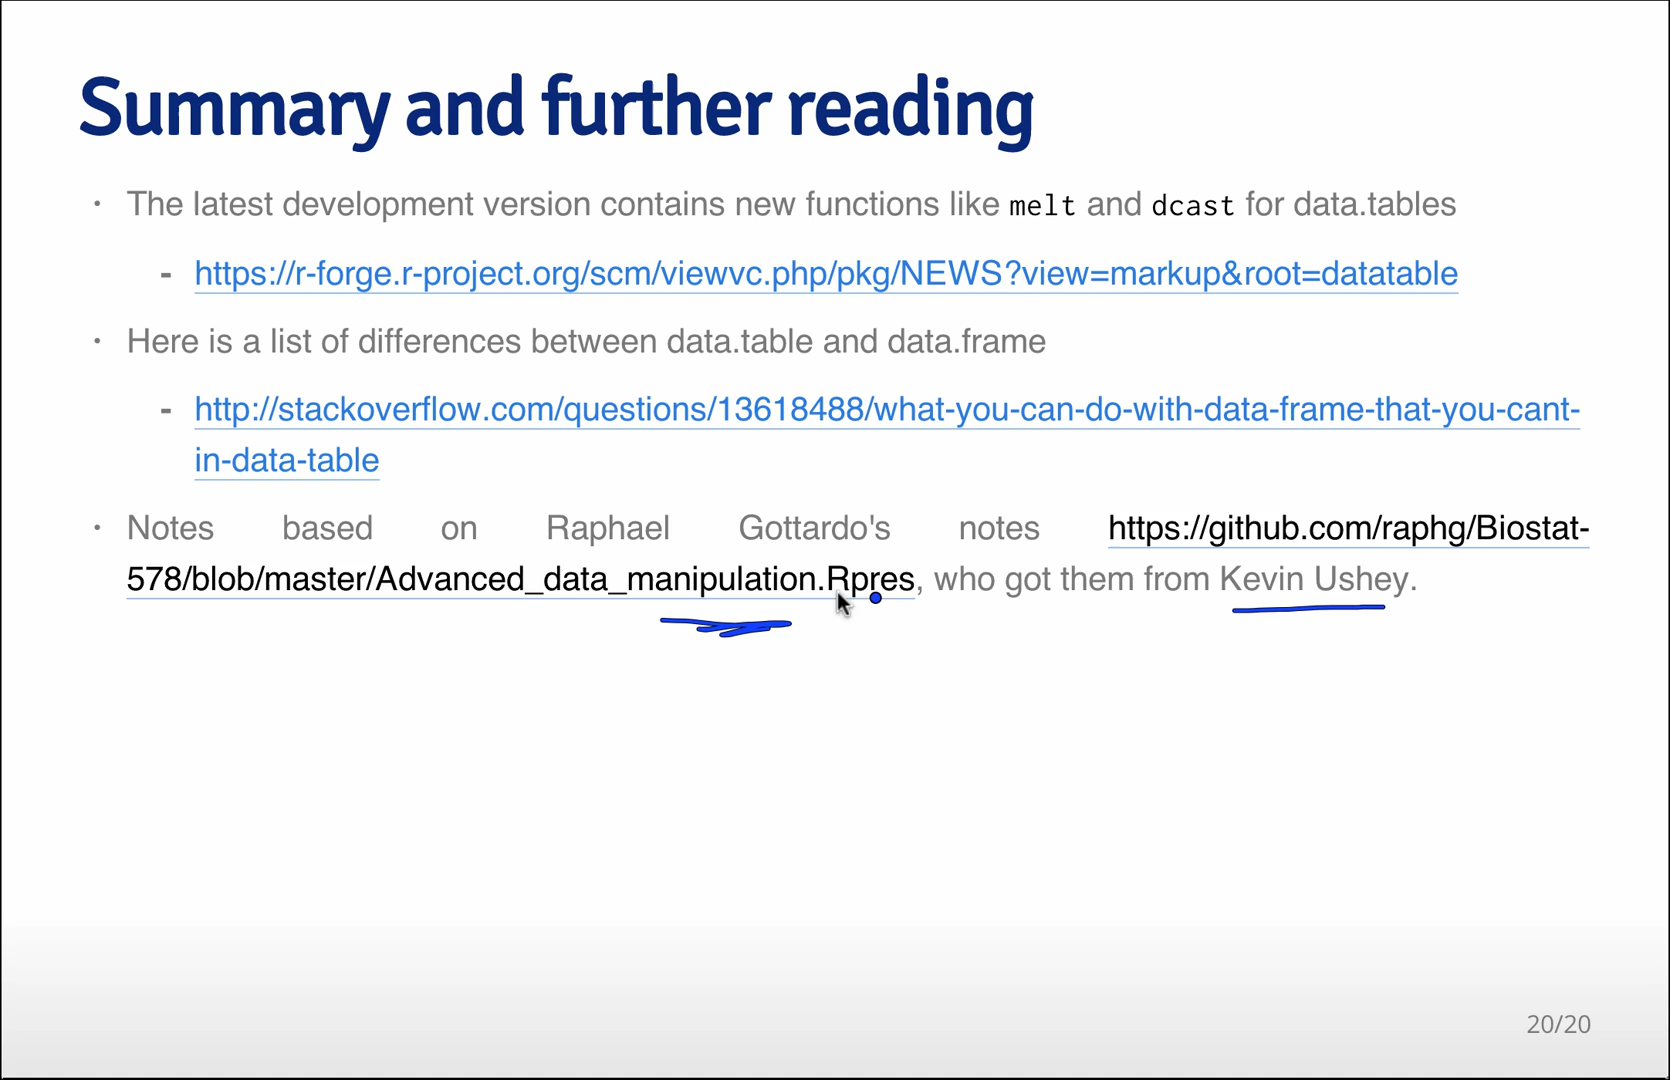 Summary and further reading
• The latest development version contains new functions like melt and dcast for data.tables
- https://r-forge.r-project.org/scm/viewvc.php/pkg/NEWS?view=markup&root=datatable
• Here is a list of differences between data.table and data.frame
- http://stackoverflow.com/questions/13618488/what-you-can-do-with-data-frame-that-you-cant-
in-data-table
• Notes based on Raphael Gottardo's notes https://github.com/raphg/Biostat-
578/blob/master/Advanced_data_manipulation.Rpres, who got them from Kevin Ushey.
20/20